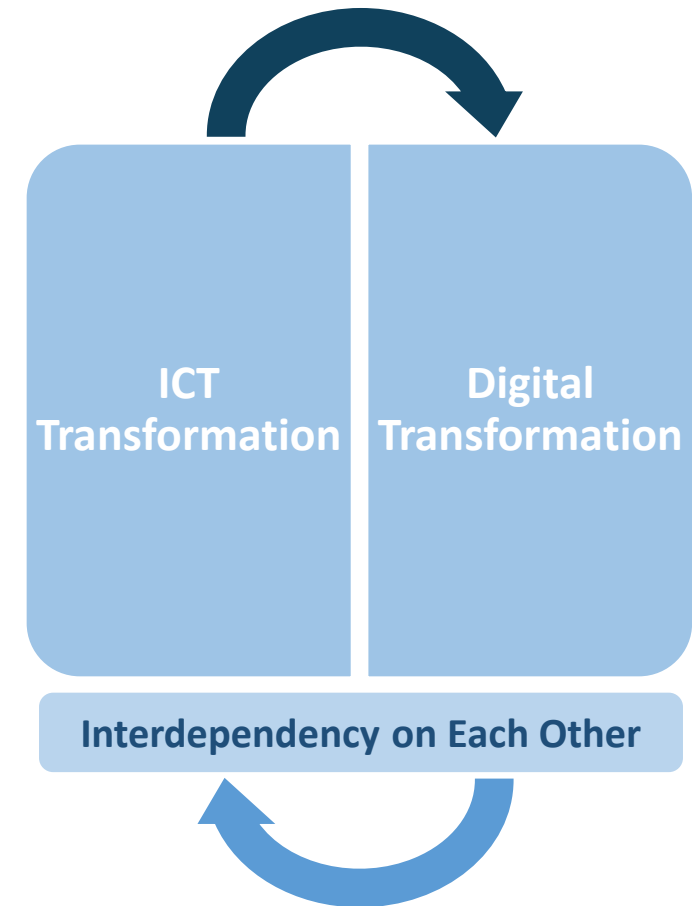 ICT
Transformation
Digital
Transformation
Interdependency on Each Other